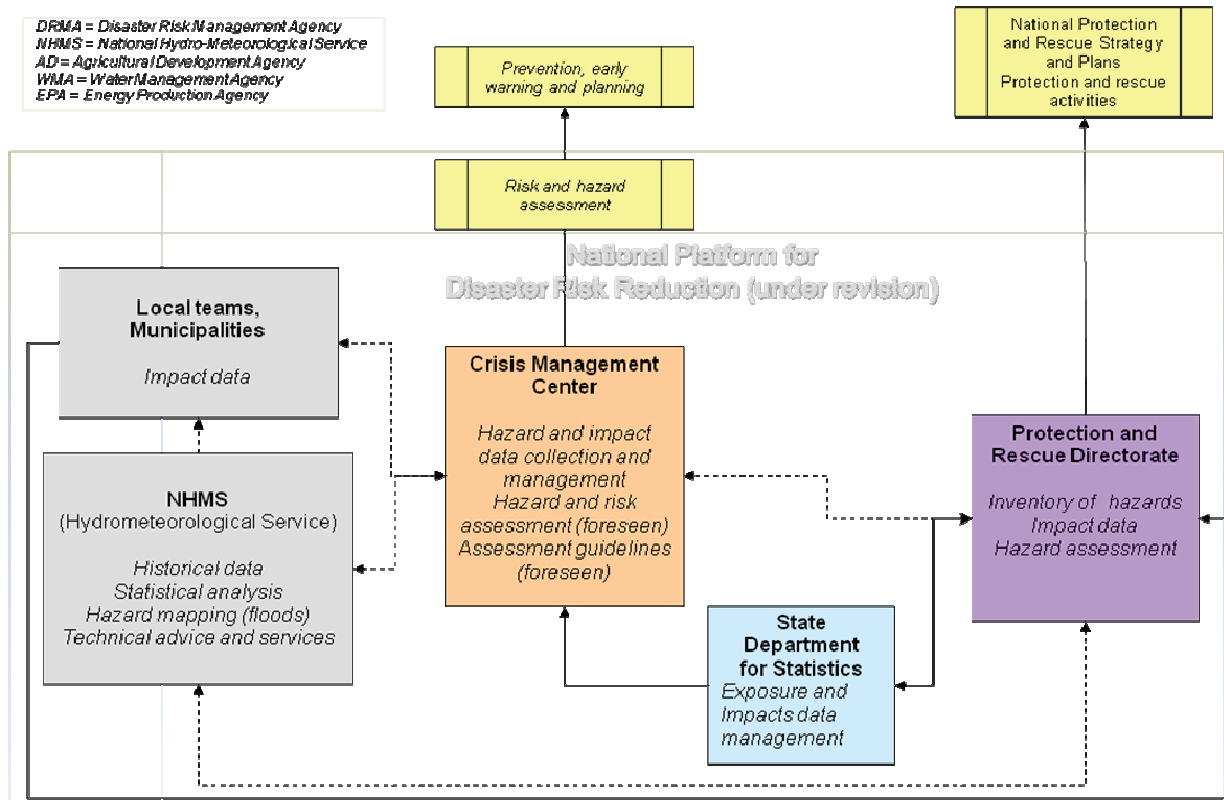 DRMA = Disaster Risk Management Agency
NHMS = National Hydro-Meteorological Service
AD = Agricultural Development Agency
WMA = Water Management Agency
EPA = Energy Production Agency
Prevention, early
warning and planning
National Protection
and Rescue Strategy
and Plans
Protection and rescue
activities
Risk and hazard
assessment
National Platform for
Disaster Risk Reduction (under revision)
Local teams,
Municipalities
Impact data
NHMS
(Hydrometeorological Service)
Historical data
Statistical analysis
Hazard mapping (floods)
Technical advice and services
Crisis Management
Center
Hazard and impact
data collection and
management
Hazard and risk
assessment (foreseen)
Assessment guidelines
(foreseen)
State
Department
for Statistics
Exposure and
Impacts data
management
Protection and
Rescue Directorate
Inventory of hazards
Impact data
Hazard assessment